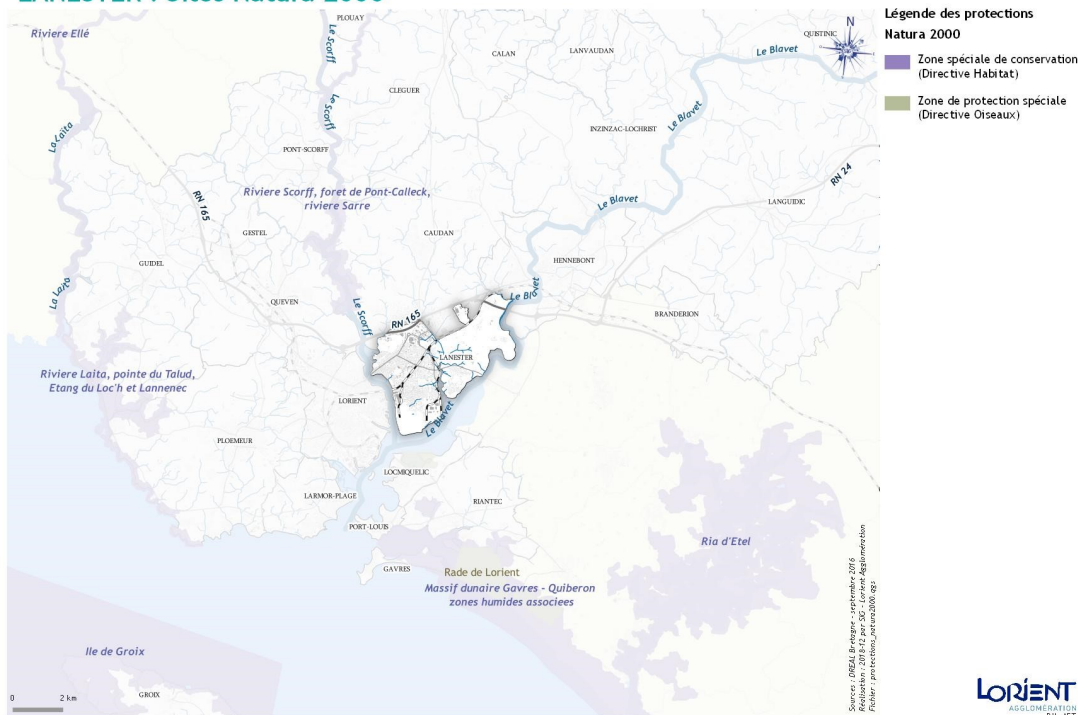 LANESTER : Sites Natura 2000
Légende des protections
Natura 2000
Zone spéciale de conservation
(Directive Habitat)
Zone de protection spéciale
(Directive Oiseaux)
Riviere Ellé
PLOUAY
Le Scorff
QUISTINIC
N
CALAN
LANVAUDAN
Le Blavet
CLEGUER
Le Scorff
Le Blavet
INZINZAC-LOCHRIST
La Laïta
PONT-SCORFF
RN 24
RN 165
Riviere Scorff, foret de Pont-Calleck,
riviere Sarre
Le Blavet
LANGUIDIC
GESTEL
CAUDAN
GUIDEL
HENNEBONT
La Laïta
QUEVEN
Le Scorff
Le Blavet
RN 165
BRANDERION
LANESTER
Riviere Laita, pointe du Talud,
Etang du Loc'h et Lannenec
LORIENT
Le Blavet
PLOEMEUR
LOCMIQUELIC
LARMOR-PLAGE
RIANTEC
PORT-LOUIS
Ria d'Etel
GAVRES
Rade de Lorient
Massif dunaire Gavres - Quiberon
zones humides associees
Ile de Groix
GROIX
0 2 km
Sources : DREAL Bretagne - septembre 2016
Réalisation : 2018-12 par SIG - Lorient Agglomération
Fichier : protections_natura2000.qgs
LORIENT
AGGLOMÉRATION